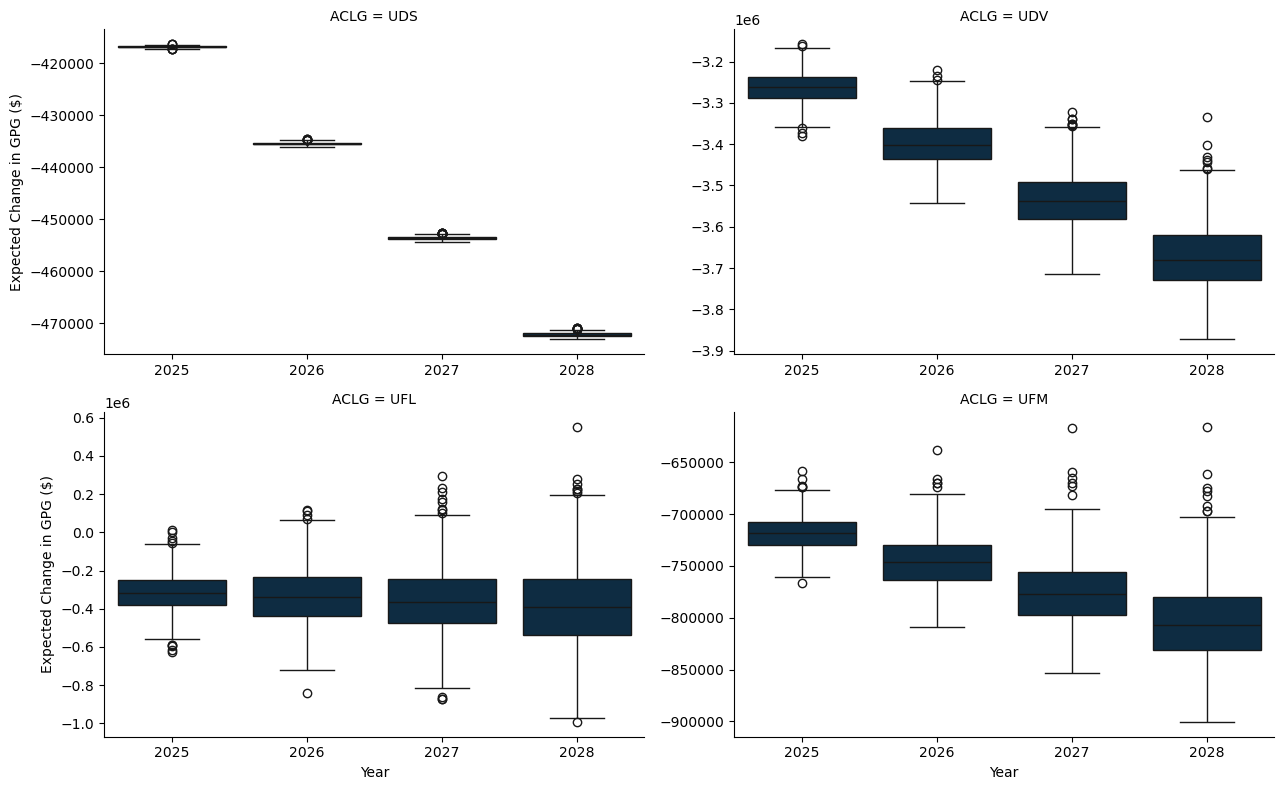 ACLG = UDS
Expected Change in GPG ($)
−420000
−430000
−440000
−450000
−460000
−470000
2025 2026 2027 2028
ACLG = UDV
1e6
−3.2
−3.3
−3.4
−3.5
−3.6
−3.7
−3.8
−3.9
2025 2026 2027 2028
ACLG = UFL
1e6
Expected Change in GPG ($)
0.6
0.4
0.2
0.0
−0.2
−0.4
−0.6
−0.8
−1.0
2025 2026 2027 2028
Year
ACLG = UFM
−650000
−700000
−750000
−800000
−850000
−900000
2025 2026 2027 2028
Year